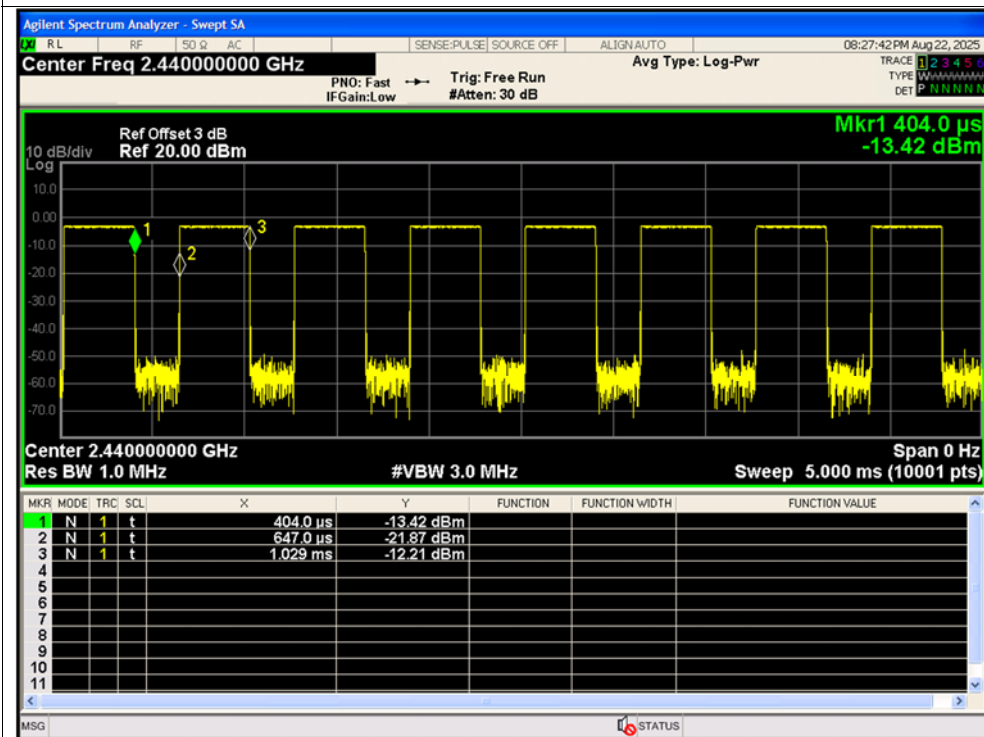 Agilent Spectrum Analyzer - Swept SA
LXI RL RF 50 Ω AC SENSE:PULSE SOURCE OFF ALIGN AUTO 08:27:42 PM Aug 22, 2025
Center Freq 2.440000000 GHz Avg Type: Log-Pwr TRACE 1 2 3 4 5 6
PNO: Fast Trig: Free Run TYPE W
IFGain:Low #Atten: 30 dB DET P N N N N N
Mkr1 404.0 µs
Ref Offset 3 dB
10 dB/div Ref 20.00 dBm -13.42 dBm
Log
10.0
0.00
1 3
-10.0
2
-20.0
-30.0
-40.0
-50.0
-60.0
-70.0
Center 2.440000000 GHz Span 0 Hz
Res BW 1.0 MHz #VBW 3.0 MHz Sweep 5.000 ms (10001 pts)
MKR MODE TRC SCL X Y FUNCTION FUNCTION WIDTH FUNCTION VALUE
1 N 1 t 404.0 µs -13.42 dBm
2 N 1 t 647.0 µs -21.87 dBm
3 N 1 t 1.029 ms -12.21 dBm
4
5
6
7
8
9
10
11
MSG STATUS